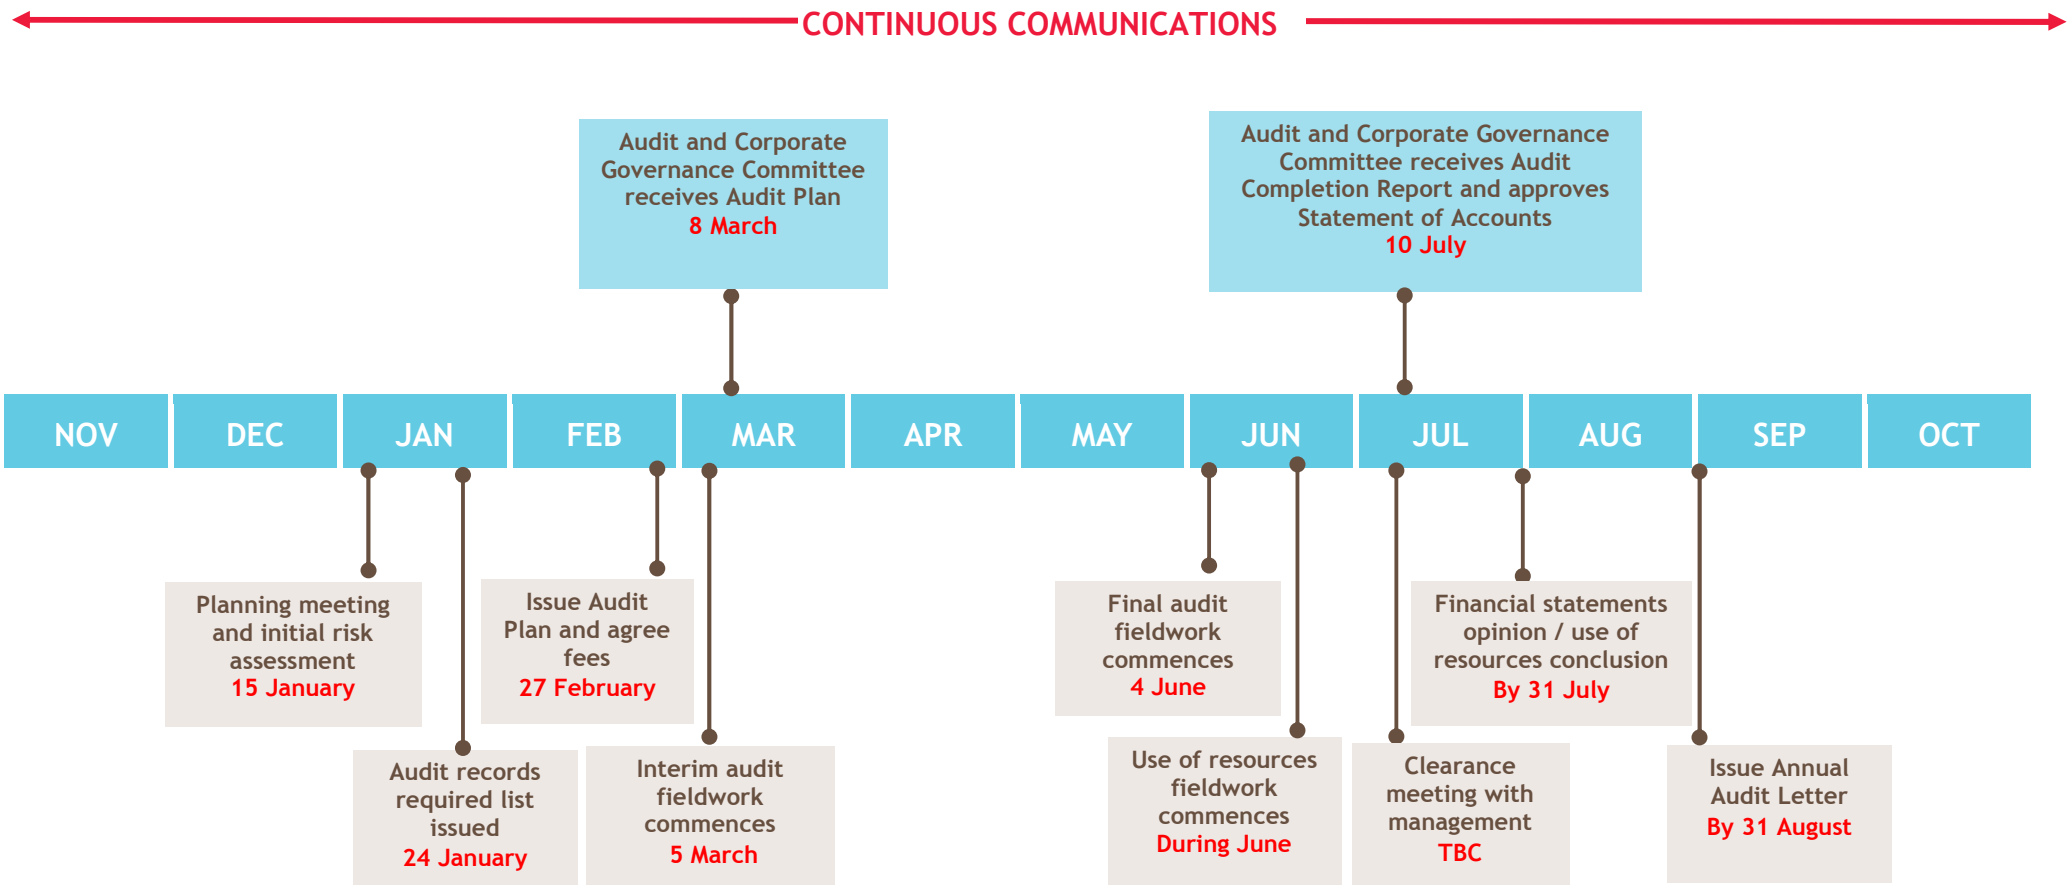 CONTINUOUS COMMUNICATIONS
Audit and Corporate
Governance Committee
receives Audit Plan
8 March
Audit and Corporate Governance
Committee receives Audit
Completion Report and approves
Statement of Accounts
10 July
NOV DEC JAN FEB MAR APR MAY JUN JUL AUG SEP OCT
Planning meeting
and initial risk
assessment
15 January
Audit records
required list
issued
24 January
Issue Audit
Plan and agree
fees
27 February
Interim audit
fieldwork
commences
5 March
Final audit
fieldwork
commences
4 June
Use of resources
fieldwork
commences
During June
Clearance
meeting with
management
TBC
Financial statements
opinion / use of
resources conclusion
By 31 July
Issue Annual
Audit Letter
By 31 August